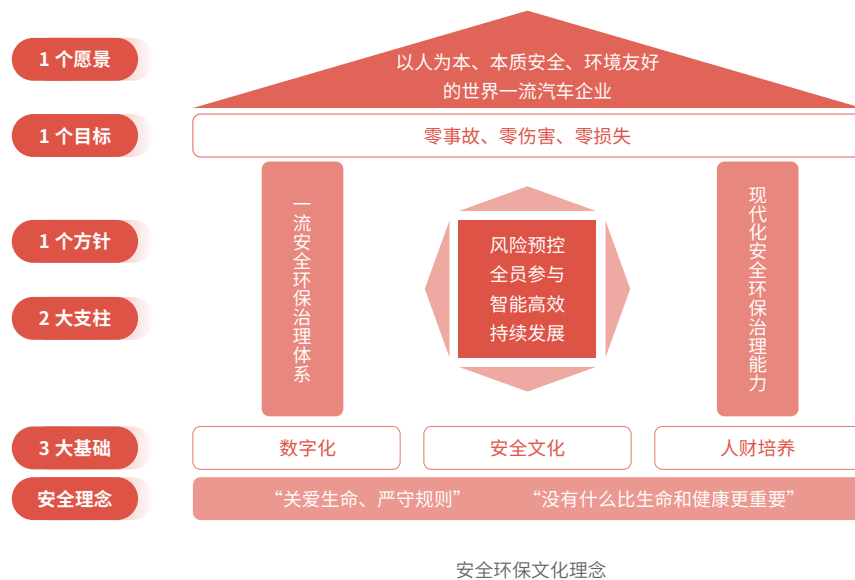 1 个愿景
以人为本、本质安全、环境友好
的世界一流汽车企业
1 个目标
零事故、零伤害、零损失
1 个方针
2 大支柱
一流安全环保治理体系
风险预控
全员参与
智能高效
持续发展
现代化安全环保治理能力
3 大基础
数字化
安全文化
人财培养
安全理念
“关爱生命、严守规则”
“没有什么比生命和健康更重要”
安全环保文化理念